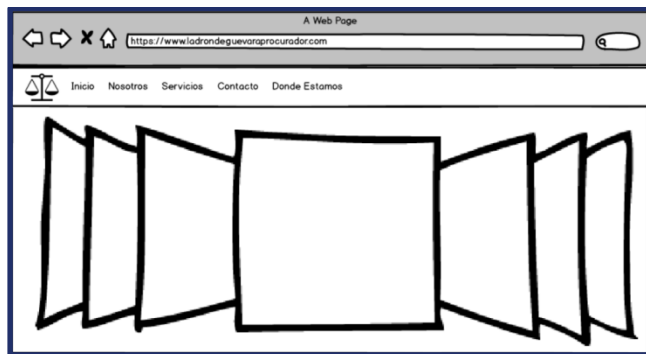 A Web Page
https://www.ladrondeguevaraprocurador.com
Inicio Nosotros Servicios Contacto Donde Estamos